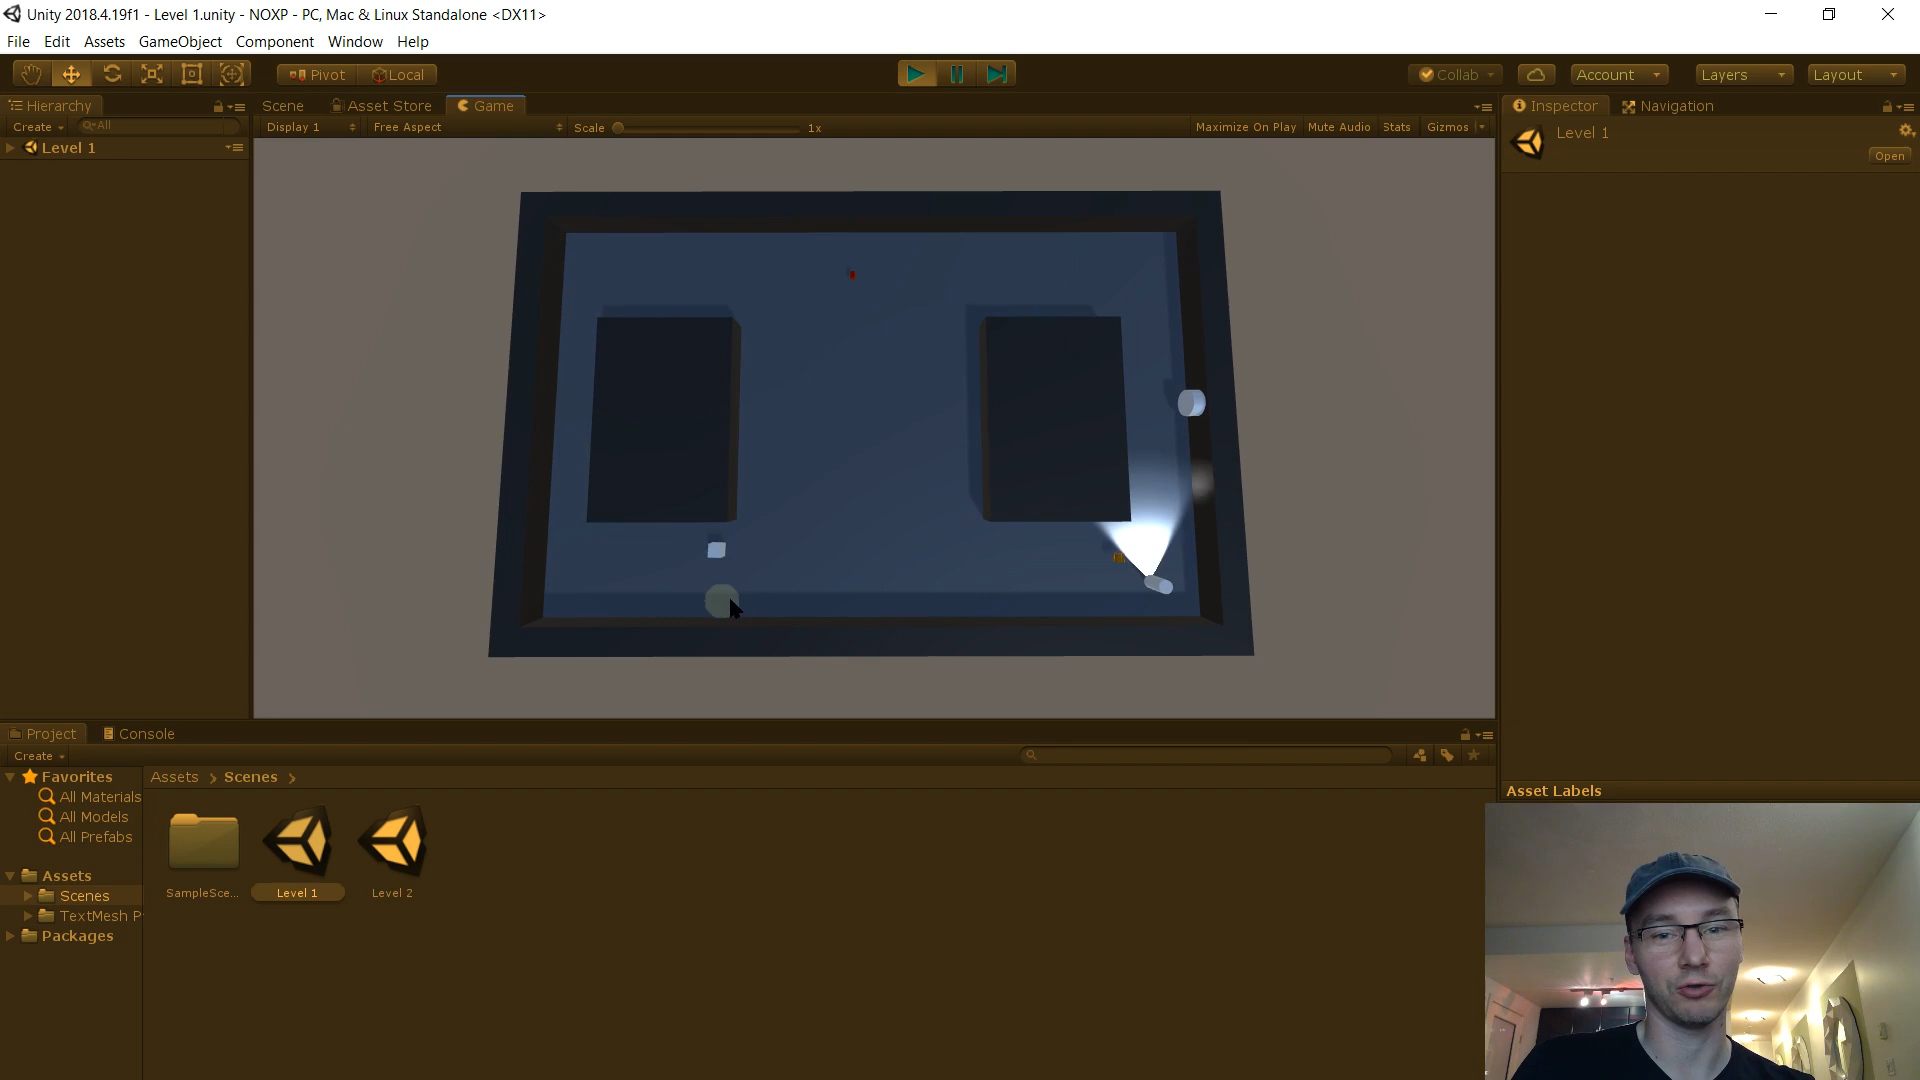 Unity 2018.4.19f1 - Level 1.unity - NOXP - PC, Mac & Linux Standalone <DX11>
File Edit Assets GameObject Component Window Help
Pivot Local Collab Account Layers Layout
Hierarchy Scene Asset Store Game Inspector Navigation
Create All Display 1 Free Aspect Scale 1x Maximize On Play Mute Audio Stats Gizmos
Level 1
Level 1
Open
Project Console
Create
Favorites Assets Scenes
All Materials
All Models
All Prefabs
Assets
Scenes
TextMesh P
Packages
SampleSce... Level 1 Level 2
Asset Labels